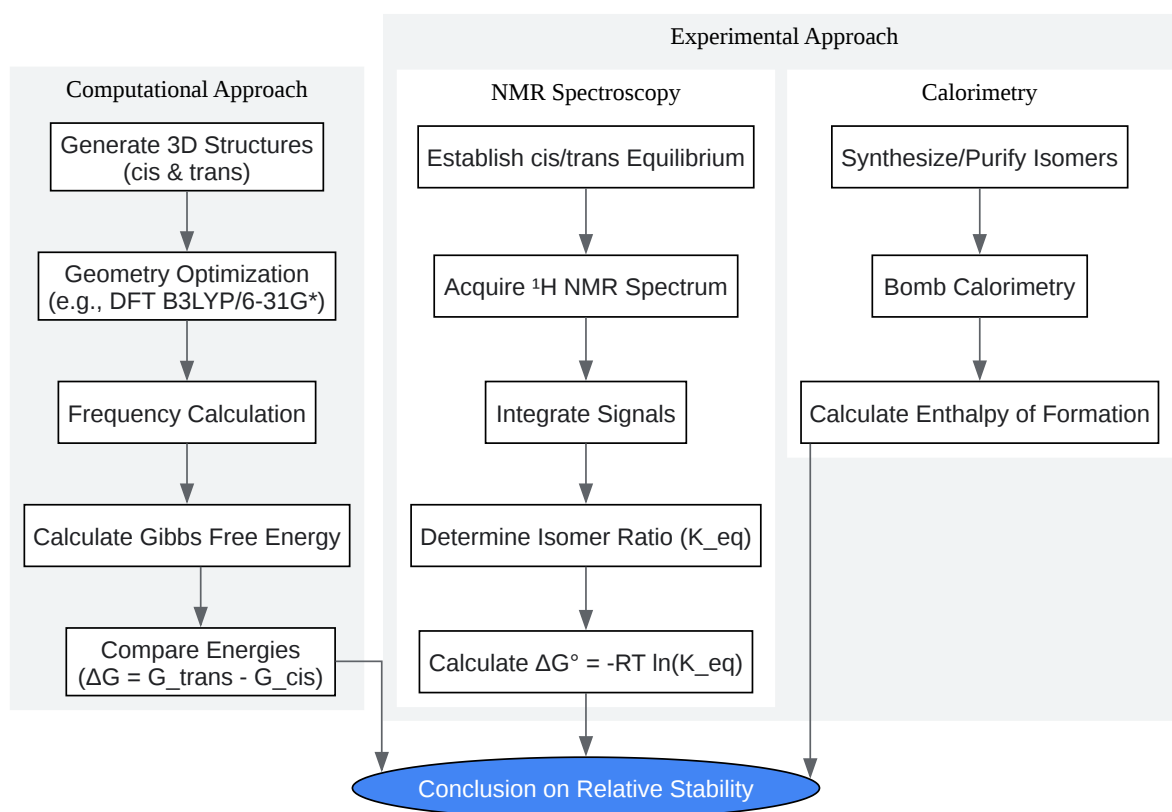 Experimental Approach
Computational Approach
Generate 3D Structures
(cis & trans)
Geometry Optimization
(e.g., DFT B3LYP/6-31G*)
Frequency Calculation
Calculate Gibbs Free Energy
Compare Energies
(ΔG = G_trans - G_cis)
NMR Spectroscopy
Establish cis/trans Equilibrium
Acquire ¹H NMR Spectrum
Integrate Signals
Determine Isomer Ratio (K_eq)
Calculate ΔG° = -RT ln(K_eq)
Calorimetry
Synthesize/Purify Isomers
Bomb Calorimetry
Calculate Enthalpy of Formation
Conclusion on Relative Stability